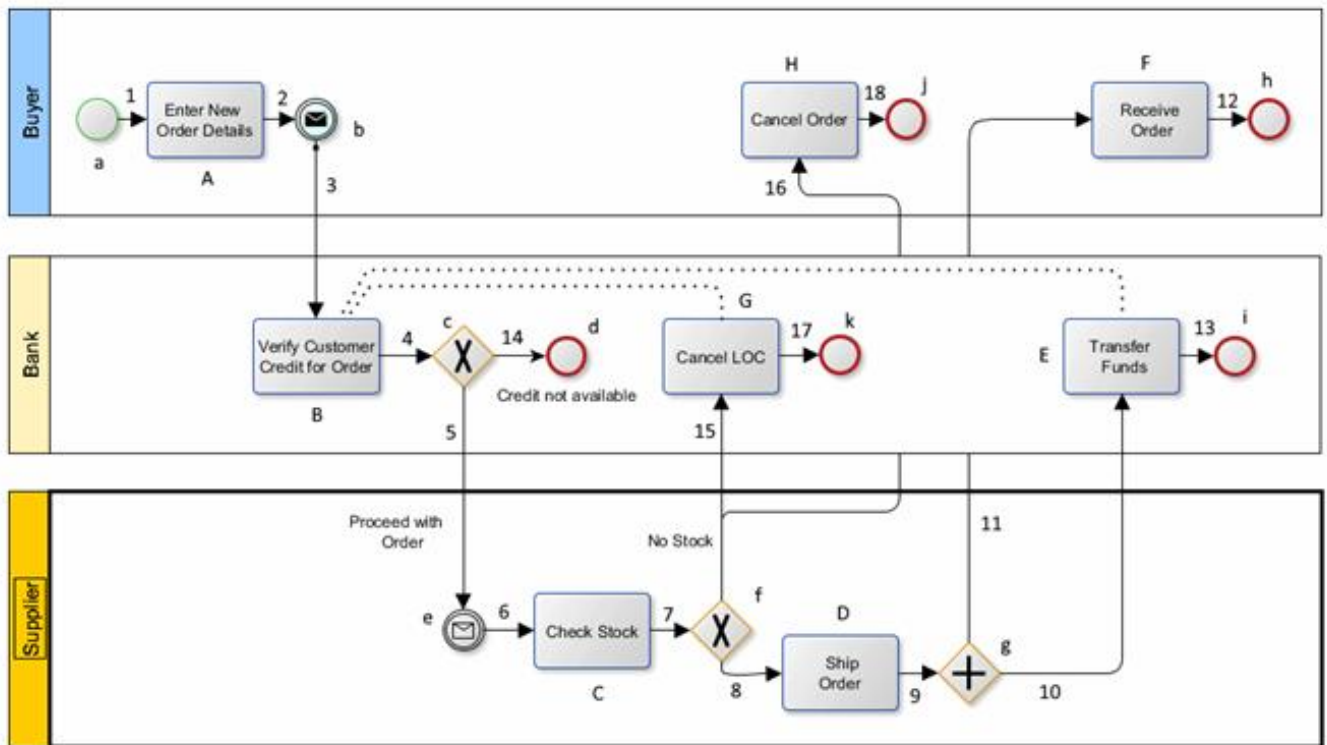 Buyer
a
1
Enter New
Order Details
A
2
b
3
H
Cancel Order
16
18
j
F
Receive
Order
12
h
Bank
Verify Customer
Credit for Order
B
4
c
14
d
Credit not available
5
G
Cancel LOC
17
k
15
E
Transfer
Funds
13
i
Supplier
Proceed with
Order
e
6
Check Stock
C
7
No Stock
f
8
D
Ship
Order
9
g
10
11